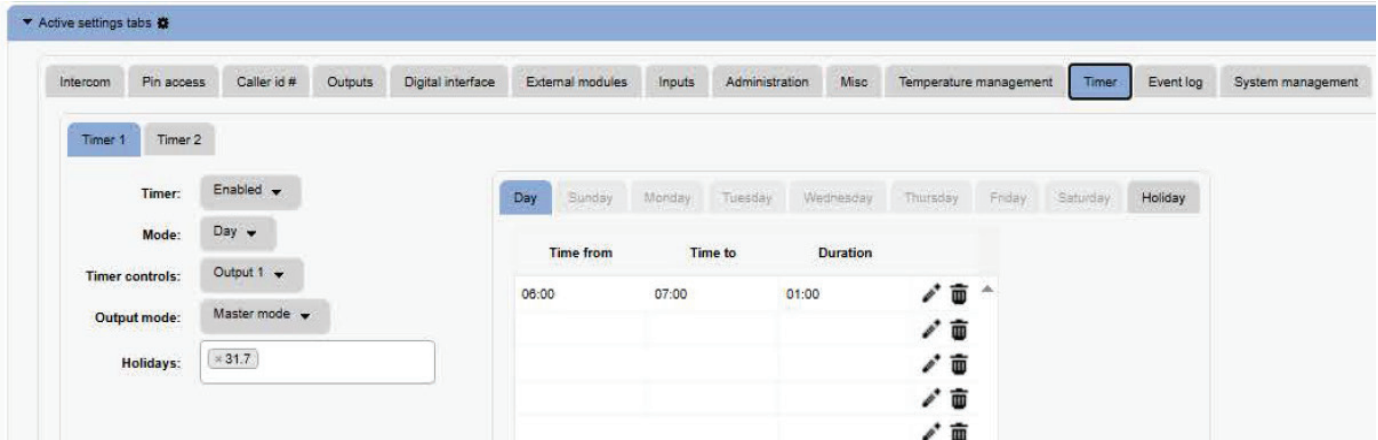 Active settings tabs
Intercom Pin access Caller id # Outputs Digital interface External modules Inputs Administration Misc Temperature management Timer Event log System management
Timer 1 Timer 2
Timer: Enabled
Mode: Day
Timer controls: Output 1
Output mode: Master mode
Holidays: × 31.7
Day Sunday Monday Tuesday Wednesday Thursday Friday Saturday Holiday
Time from Time to Duration
06:00 07:00 01:00